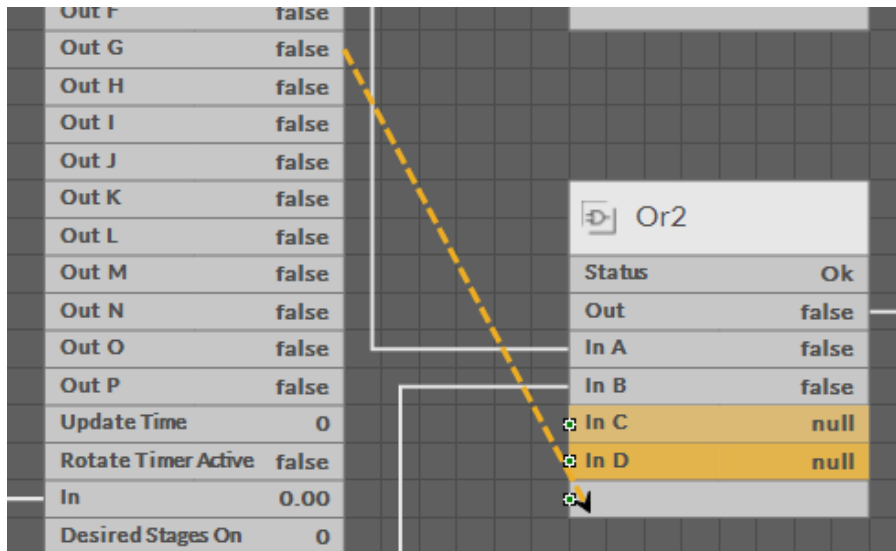 Out F false
Out G false
Out H false
Out I false
Out J false
Out K false
Out L false
Out M false
Out N false
Out O false
Out P false
Update Time 0
Rotate Timer Active false
In 0.00
Desired Stages On 0
Or2
Status Ok
Out false
In A false
In B false
In C null
In D null